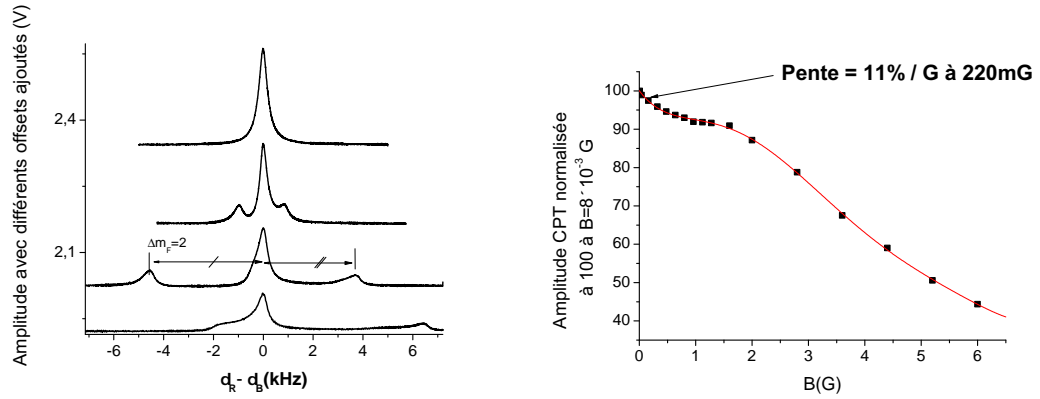 Amplitude avec différents offsets ajoutés (V)
2,4
2,1
Δm_F=2
-6 -4 -2 0 2 4 6
d_R- d_B(kHz)
Pente = 11% / G à 220mG
Amplitude CPT normalisée
à 100 à B=8´10⁻³ G
100
90
80
70
60
50
40
0 1 2 3 4 5 6
B(G)